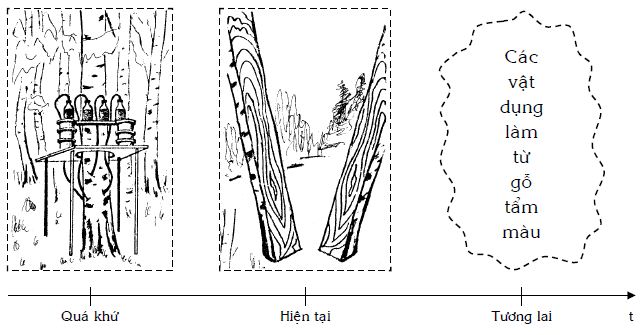 Các
vật
dụng
làm
từ
gỗ
tẩm
màu
Quá khứ
Hiện tại
Tương lai
t